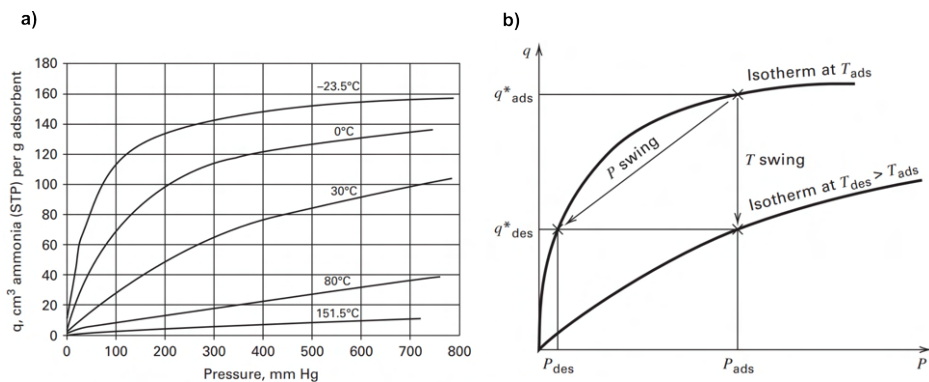 a)
q, cm³ ammonia (STP) per g adsorbent
180
160
140
120
100
80
60
40
20
0
–23.5°C
0°C
30°C
80°C
151.5°C
0 100 200 300 400 500 600 700 800
Pressure, mm Hg
b)
q
q*ads
q*des
Isotherm at Tads
P swing
T swing
Isotherm at Tdes > Tads
Pdes
Pads
P